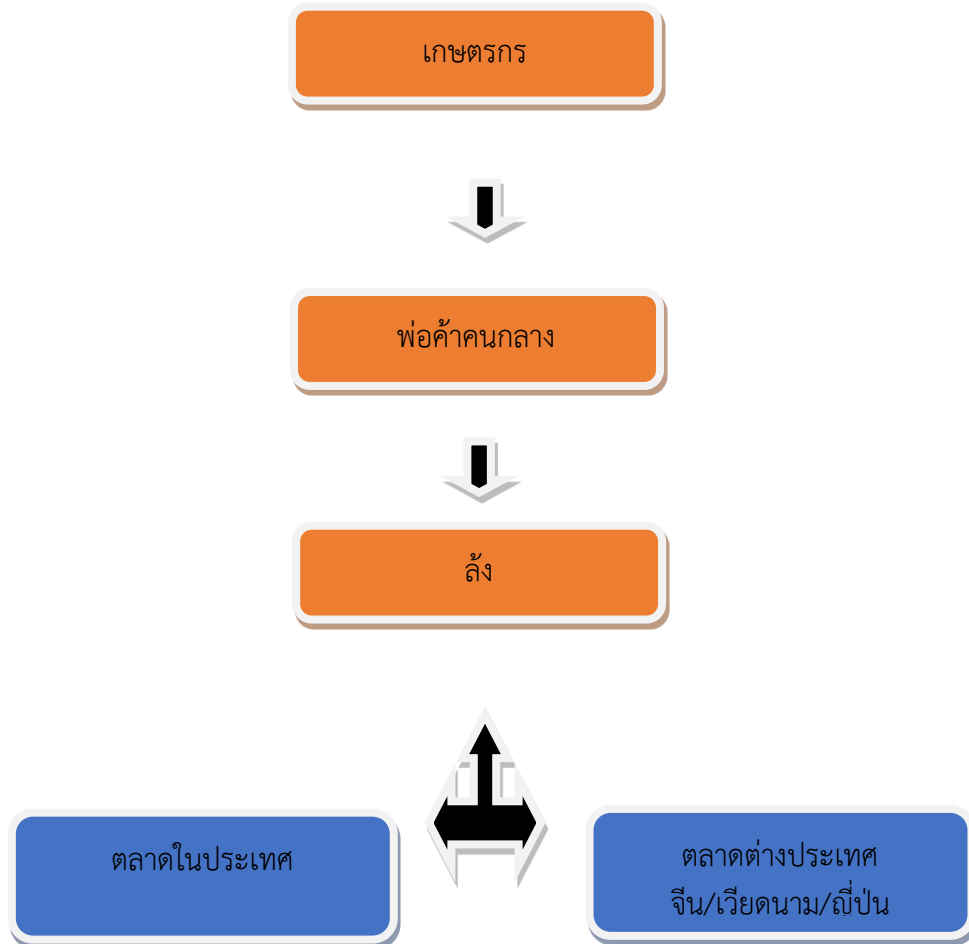 เกษตรกร
พ่อค้าคนกลาง
ล้ง
ตลาดในประเทศ
ตลาดต่างประเทศ
จีน/เวียดนาม/ญี่ปุ่น